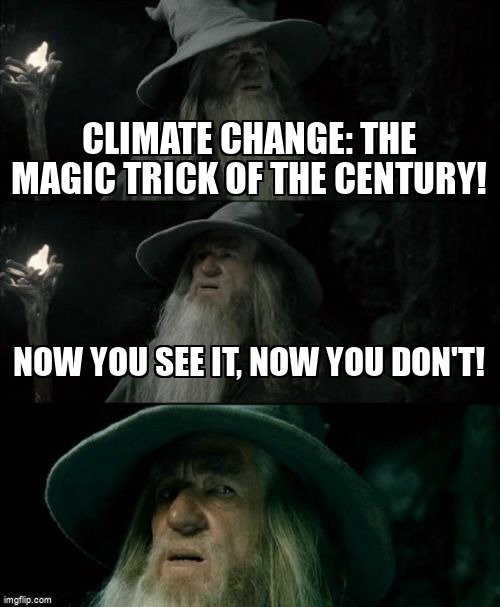 CLIMATE CHANGE: THE
MAGIC TRICK OF THE CENTURY!
NOW YOU SEE IT, NOW YOU DON'T!
imgflip.com